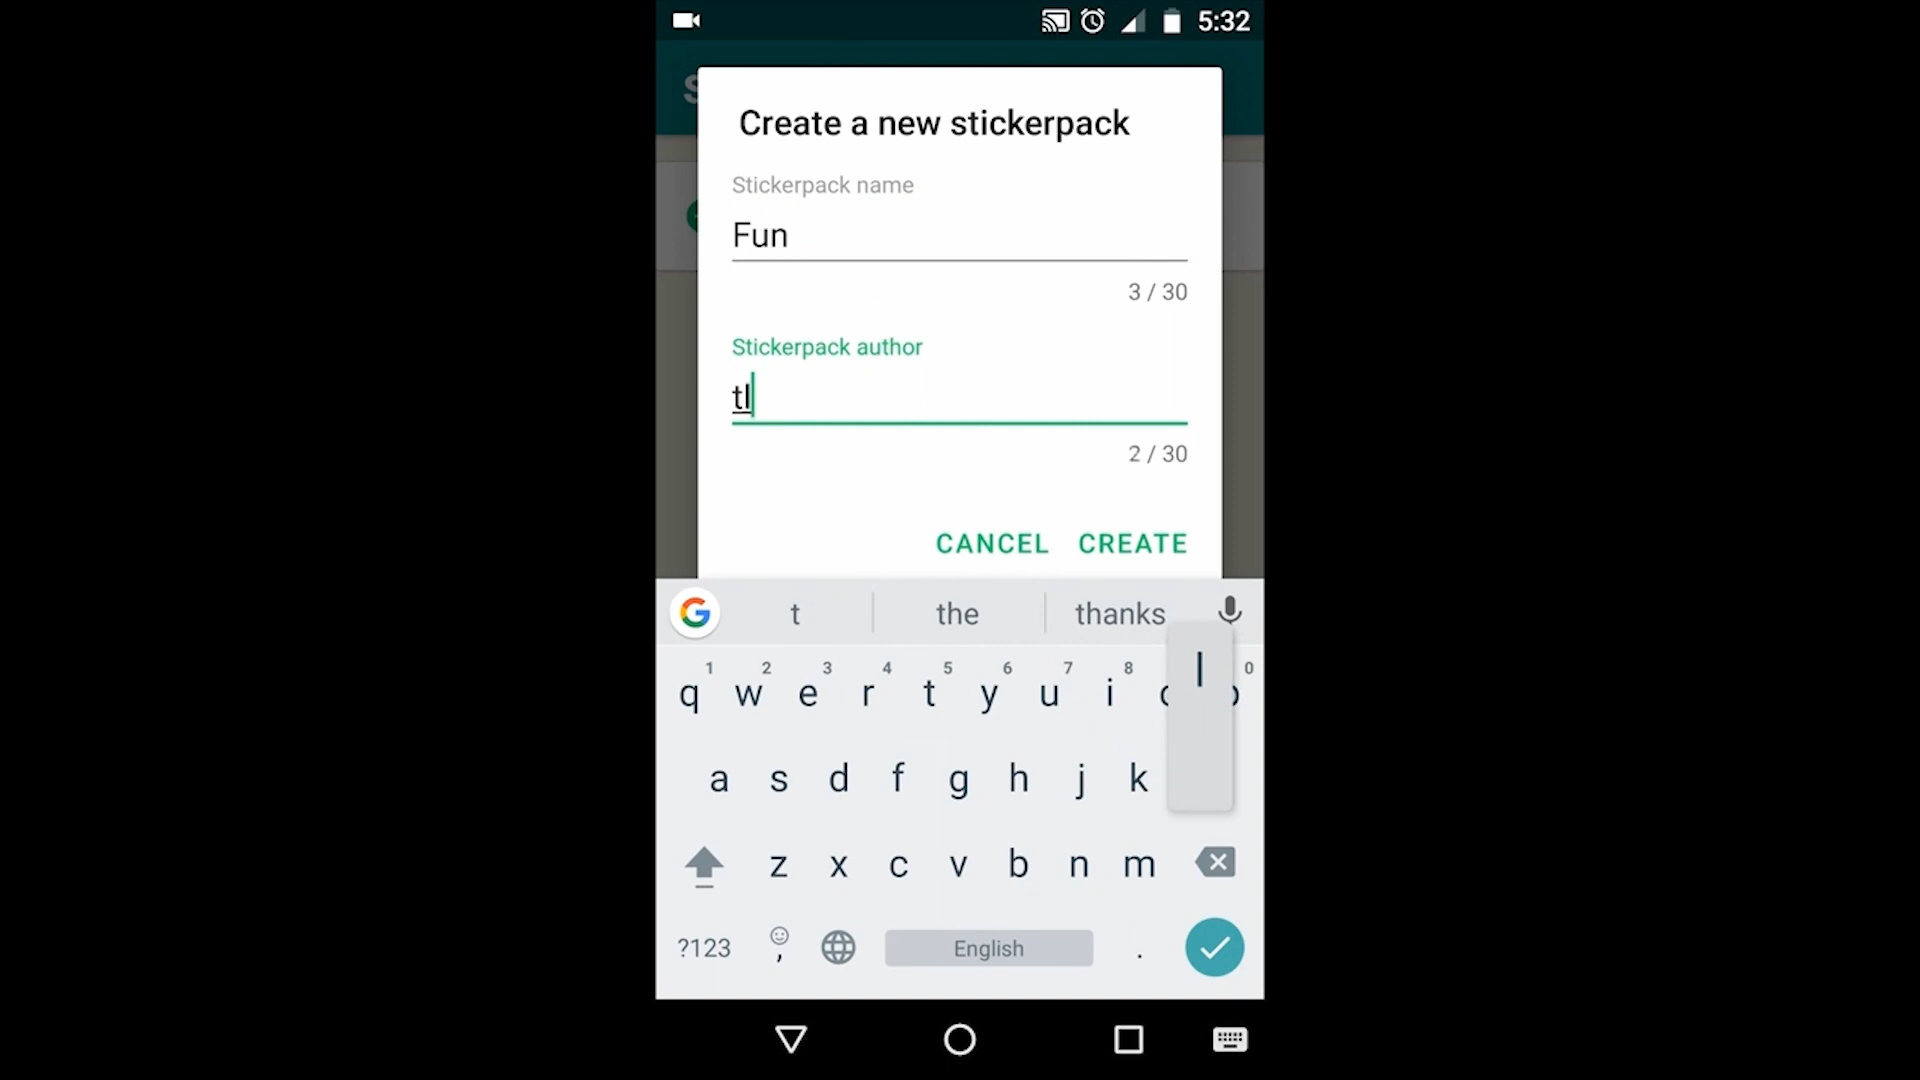 5:32
S
Create a new stickerpack
Stickerpack name
Fun
3 / 30
Stickerpack author
tl
2 / 30
CANCEL CREATE
G t the thanks
1 2 3 4 5 6 7 8 0
q w e r t y u i l
a s d f g h j k
z x c v b n m
?123 , English .